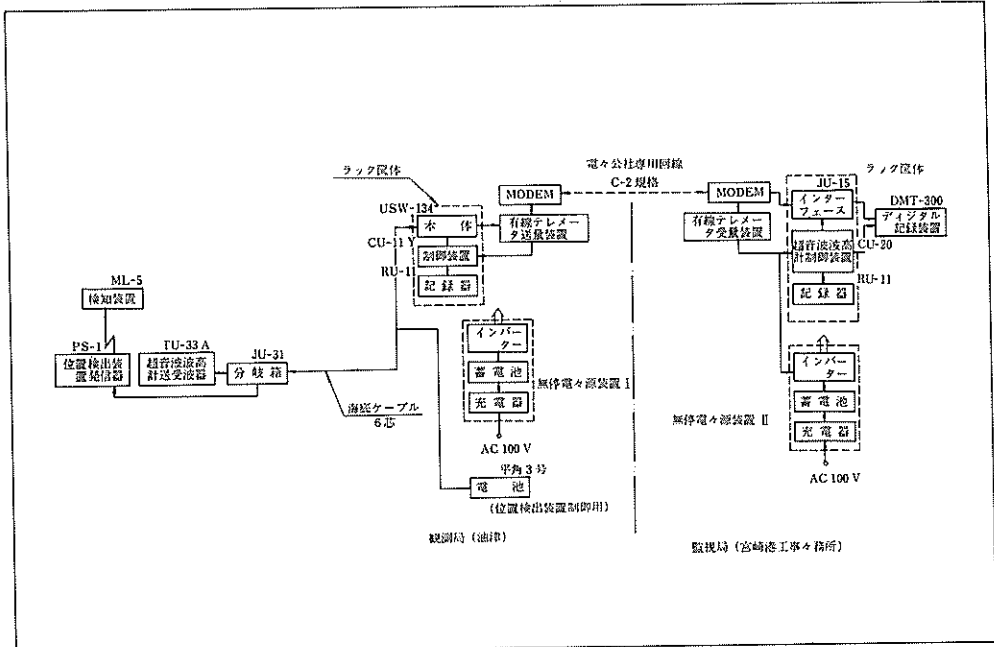 電々公社専用回線
C-2 規格
ラック筐体
ラック筐体
MODEM
MODEM
JU-15
インターフェース
DMT-300
ディジタル記録装置
USW-134
本体
有線テレメータ送量装置
有線テレメータ受量装置
CU-11 Y
制御装置
超音波波高計制御装置
CU-20
RU-11
記録器
RU-11
記録器
ML-5
検知装置
PS-1
位置検出装置発信器
TU-33 A
超音波波高計送受波器
JU-31
分岐箱
海底ケーブル
6芯
インバーター
蓄電池
充電器
無停電々源装置 I
AC 100 V
インバーター
蓄電池
充電器
無停電々源装置 II
AC 100 V
平角 3 号
電池
(位置検出装置制御用)
観測局 (油津)
監視局 (宮崎港工事々務所)